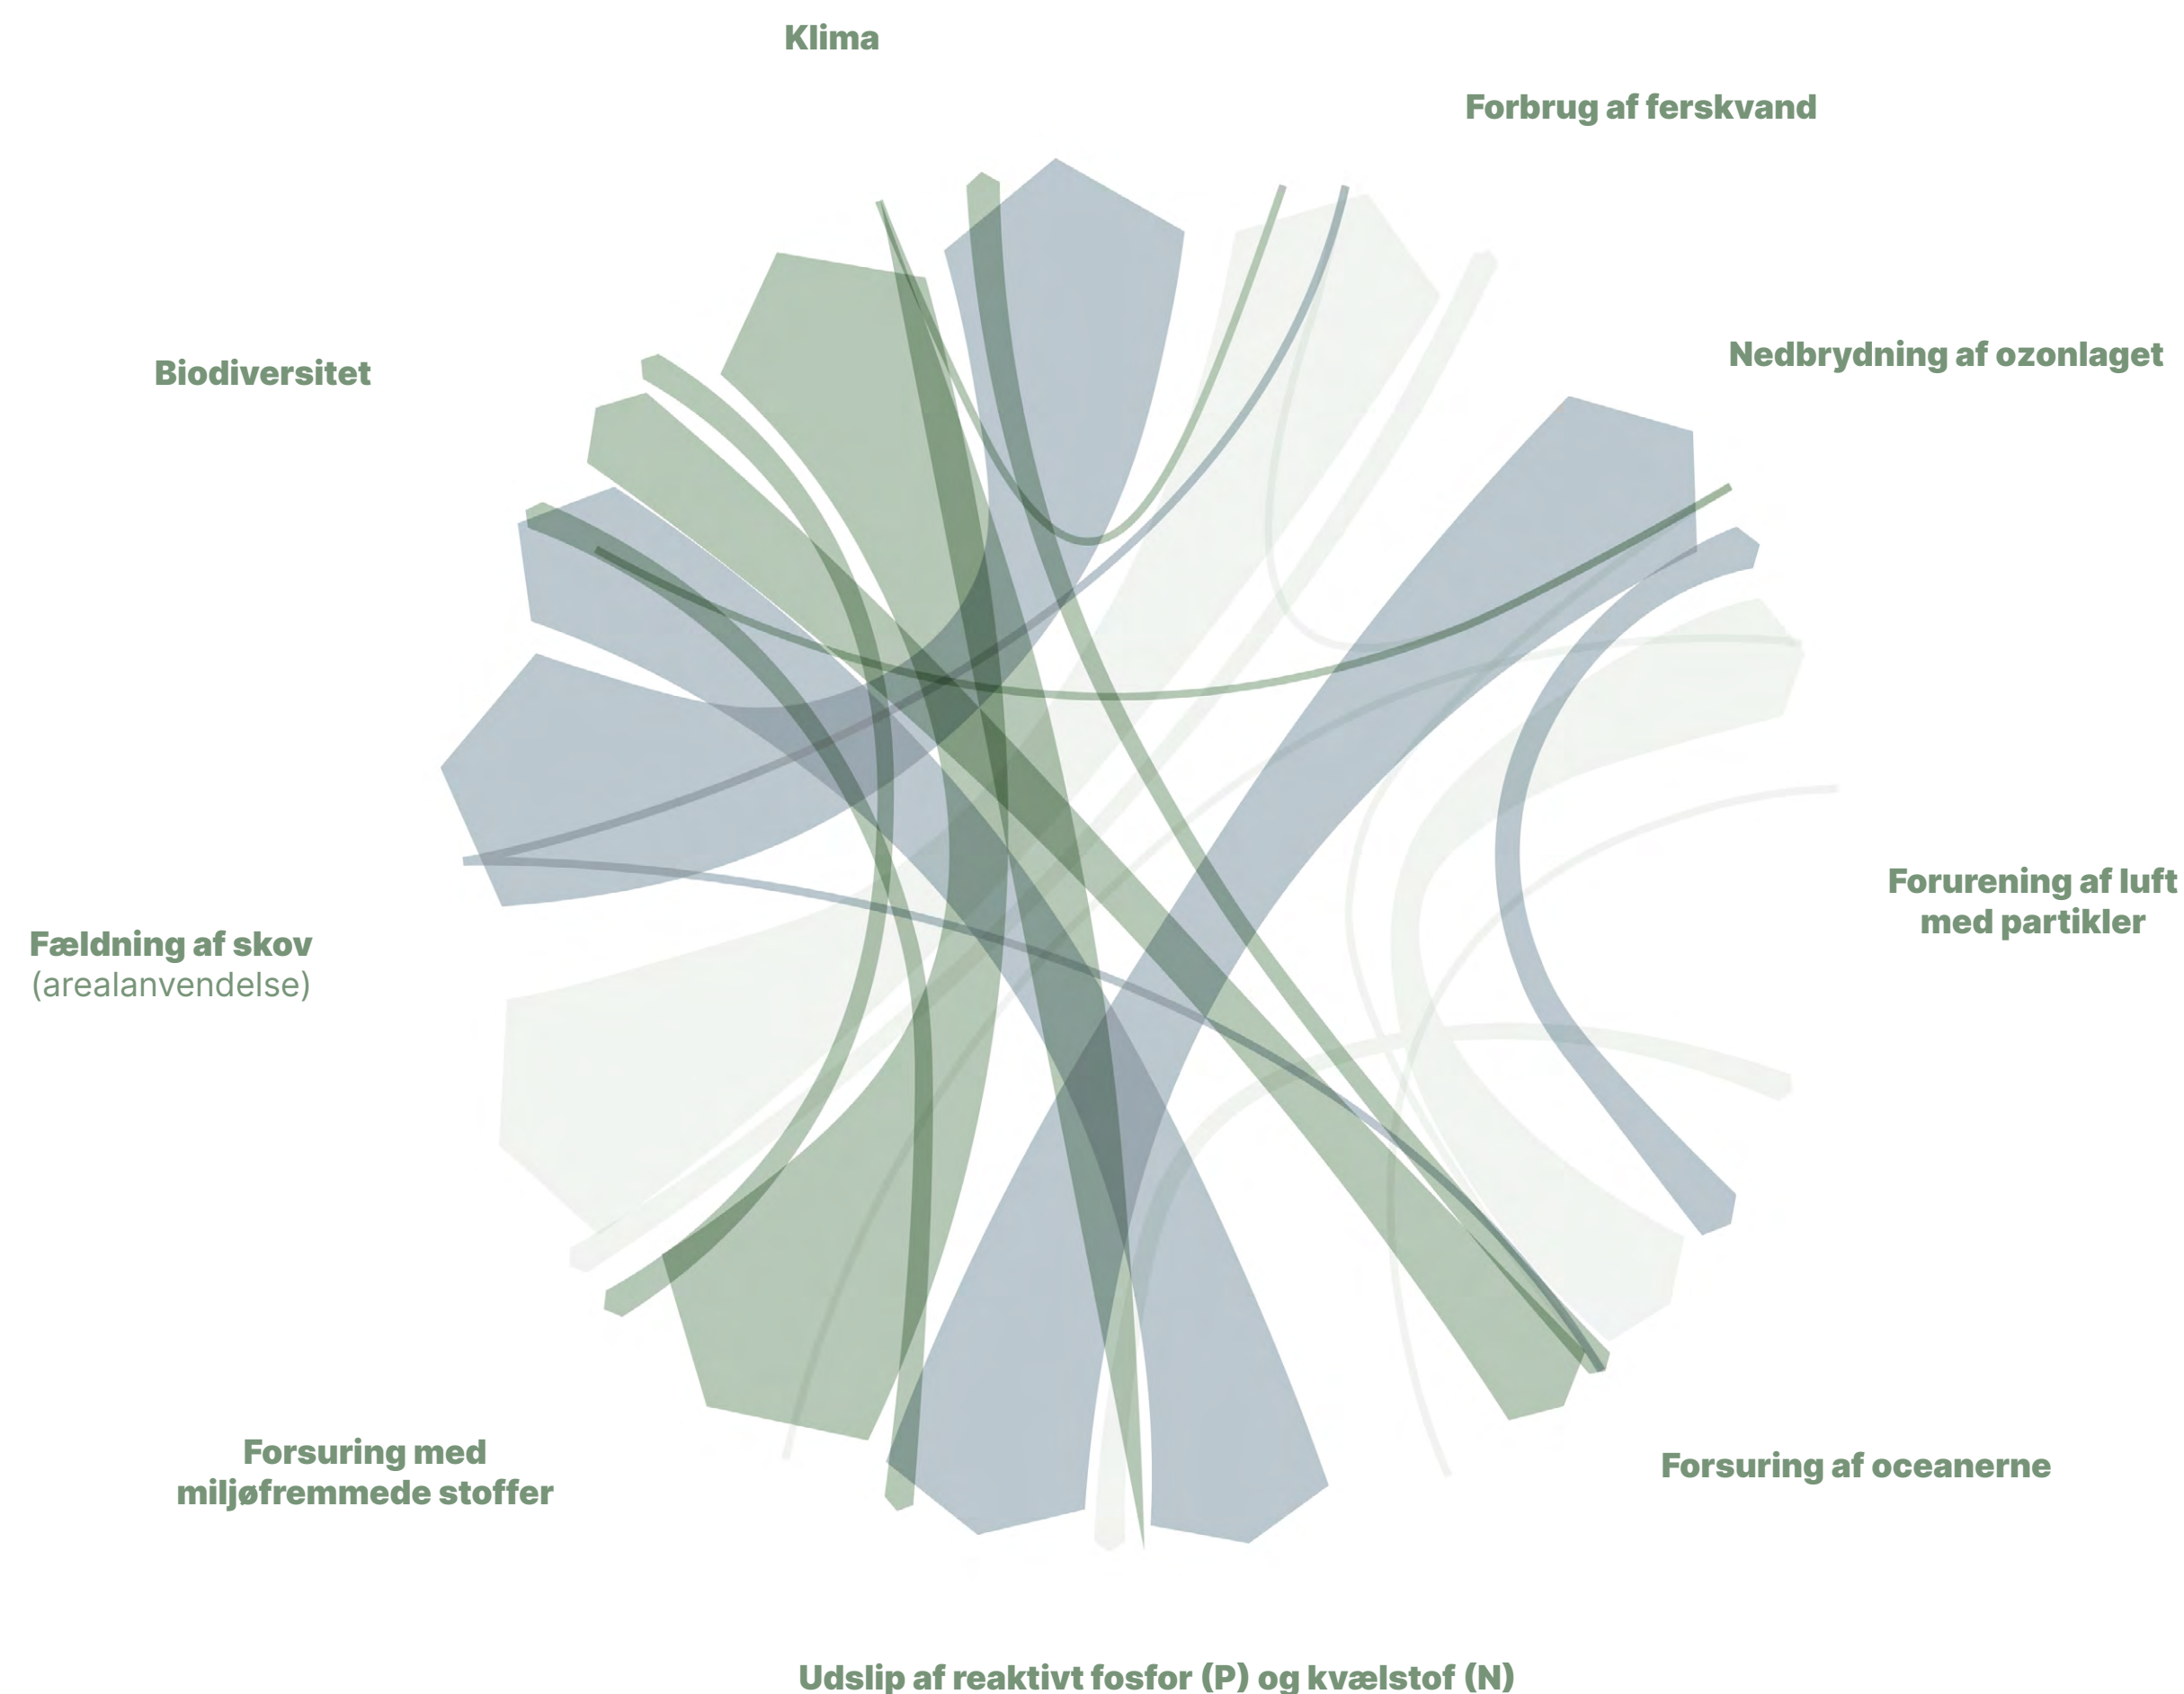 Klima
Forbrug af ferskvand
Nedbrydning af ozonlaget
Biodiversitet
Forurening af luft
med partikler
Fældning af skov
(arealanvendelse)
Forsuring med
miljøfremmede stoffer
Forsuring af oceanerne
Udslip af reaktivt fosfor (P) og kvælstof (N)